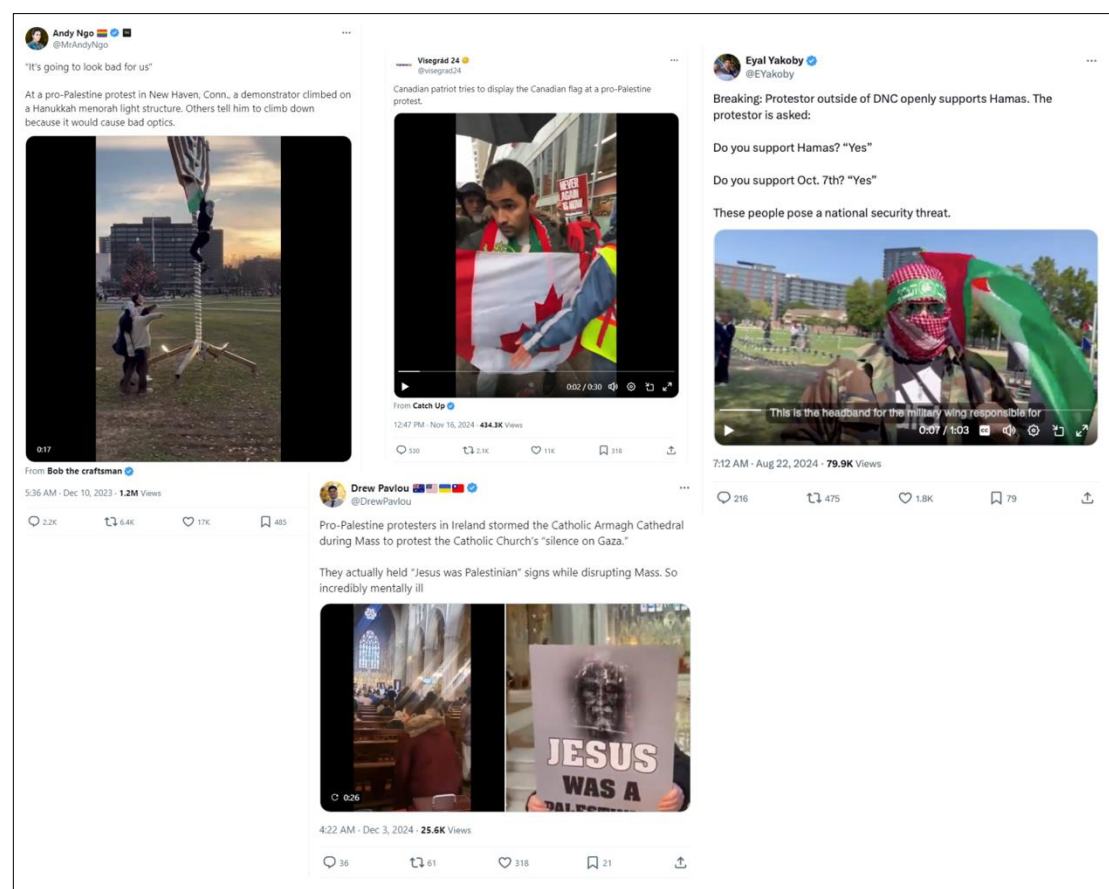 Andy Ngo
@MrAndyNgo
"It's going to look bad for us"
At a pro-Palestine protest in New Haven, Conn., a demonstrator climbed on
a Hanukkah menorah light structure. Others tell him to climb down
because it would cause bad optics.
0:17
From Bob the craftsman
5:36 AM · Dec 10, 2023 · 1.2M Views
2.2K 6.4K 17K 485
Visegrád 24
@visegrad24
Canadian patriot tries to display the Canadian flag at a pro-Palestine
protest.
NEVER
AGAIN
IS NOW
0:02 / 0:30
From Catch Up
12:47 PM · Nov 16, 2024 · 434.3K Views
530 2.1K 11K 318
Eyal Yakoby
@EYakoby
Breaking: Protestor outside of DNC openly supports Hamas. The
protestor is asked:
Do you support Hamas? “Yes”
Do you support Oct. 7th? “Yes”
These people pose a national security threat.
This is the headband for the military wing responsible for
0:07 / 1:03
7:12 AM · Aug 22, 2024 · 79.9K Views
216 475 1.8K 79
Drew Pavlou
@DrewPavlou
Pro-Palestine protesters in Ireland stormed the Catholic Armagh Cathedral
during Mass to protest the Catholic Church's “silence on Gaza.”
They actually held “Jesus was Palestinian” signs while disrupting Mass. So
incredibly mentally ill
JESUS
WAS A
0:26
4:22 AM · Dec 3, 2024 · 25.6K Views
36 61 318 21